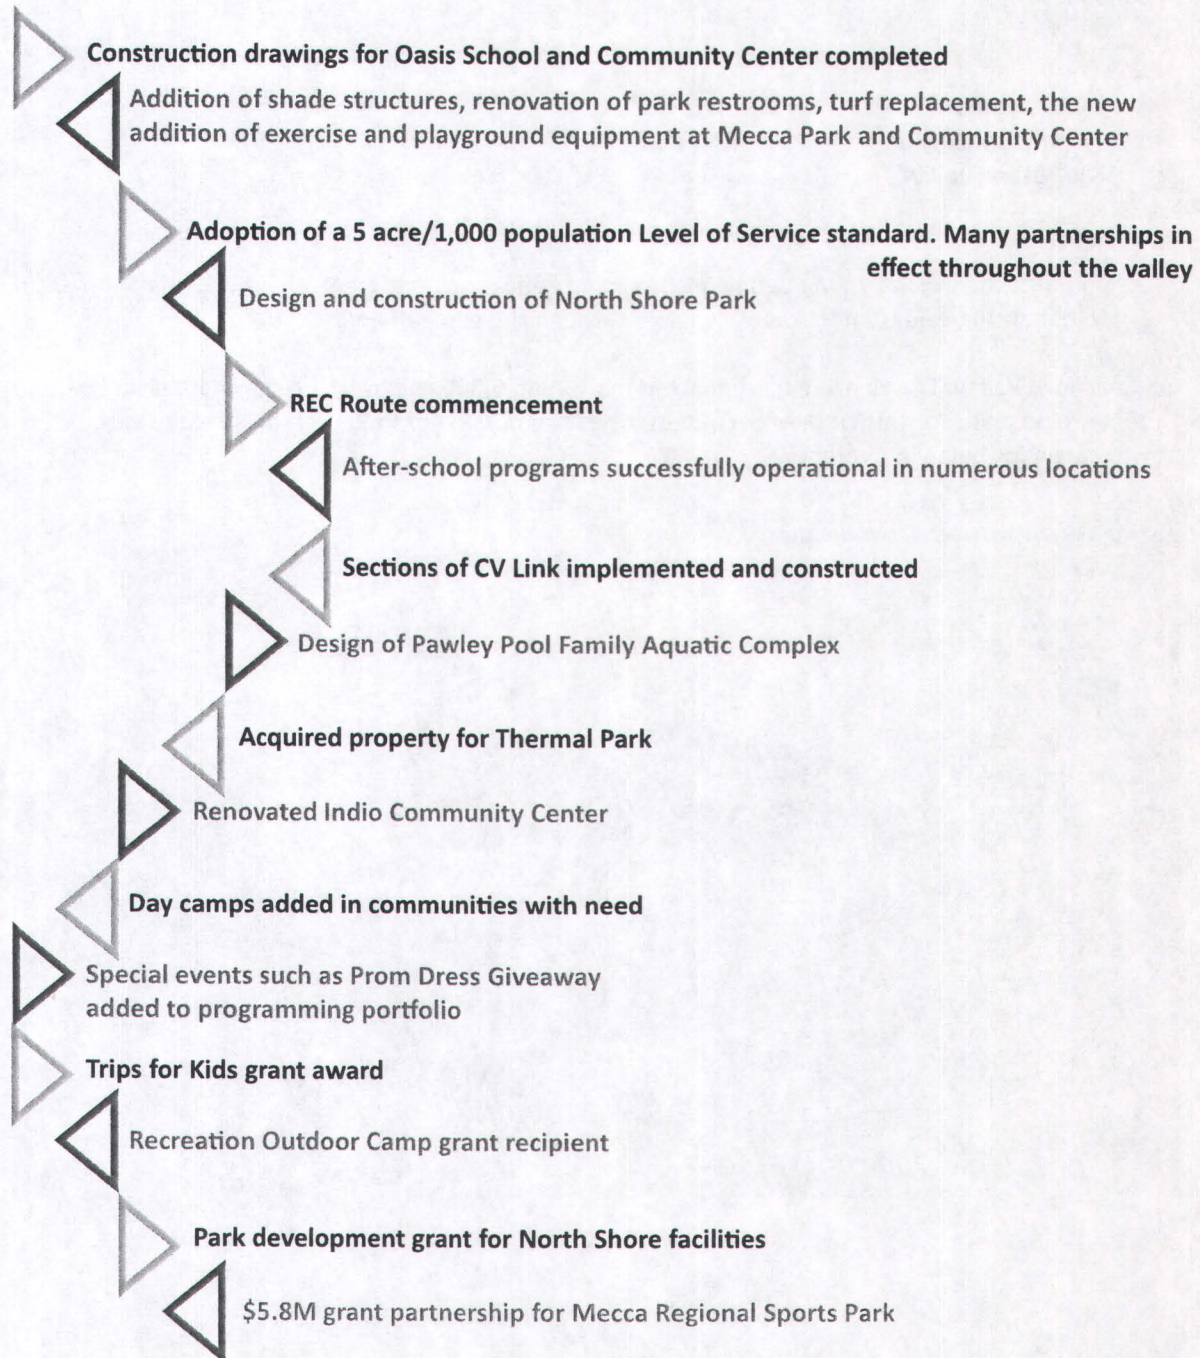 Construction drawings for Oasis School and Community Center completed
Addition of shade structures, renovation of park restrooms, turf replacement, the new
addition of exercise and playground equipment at Mecca Park and Community Center
Adoption of a 5 acre/1,000 population Level of Service standard. Many partnerships in
effect throughout the valley
Design and construction of North Shore Park
REC Route commencement
After-school programs successfully operational in numerous locations
Sections of CV Link implemented and constructed
Design of Pawley Pool Family Aquatic Complex
Acquired property for Thermal Park
Renovated Indio Community Center
Day camps added in communities with need
Special events such as Prom Dress Giveaway
added to programming portfolio
Trips for Kids grant award
Recreation Outdoor Camp grant recipient
Park development grant for North Shore facilities
$5.8M grant partnership for Mecca Regional Sports Park